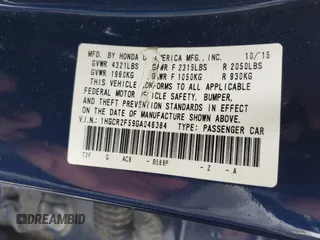 MFD. BY HONDA OF AMERICA MFG., INC. 10/15
GVWR 4321LBS GAWR F 2315LBS R 2050LBS
GVWR 1960KG GAWR F 1050KG R 930KG
THIS VEHICLE CONFORMS TO ALL APPLICABLE
FEDERAL MOTOR VEHICLE SAFETY, BUMPER,
AND THEFT PREVENTION STANDARDS IN EFFECT
ON THE DATE OF MANUFACTURE SHOWN ABOVE.
V.I.N.: 1HGCR2F59GA046384 TYPE: PASSENGER CAR
T2F G AC8 - B588P - Z - A
DREAMBID